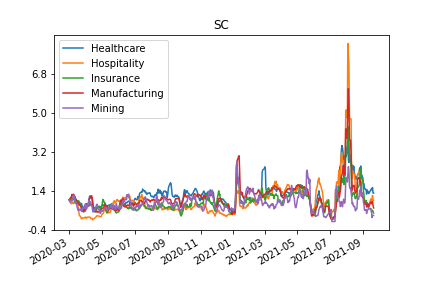 SC
Healthcare
Hospitality
Insurance
Manufacturing
Mining
6.8
5.0
3.2
1.4
-0.4
2020-03 2020-05 2020-07 2020-09 2020-11 2021-01 2021-03 2021-05 2021-07 2021-09